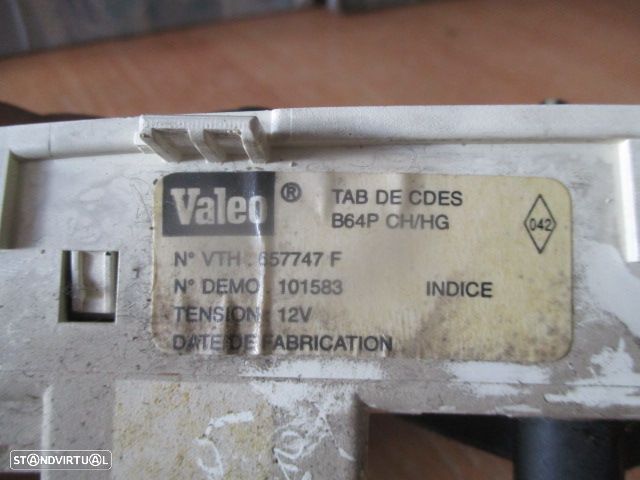 Valeo ®
TAB DE CDES
B64P CH/HG
042
N° VTH : 657747 F
N° DEMO : 101583 INDICE
TENSION : 12V
DATE DE FABRICATION
STANDVIRTUAL